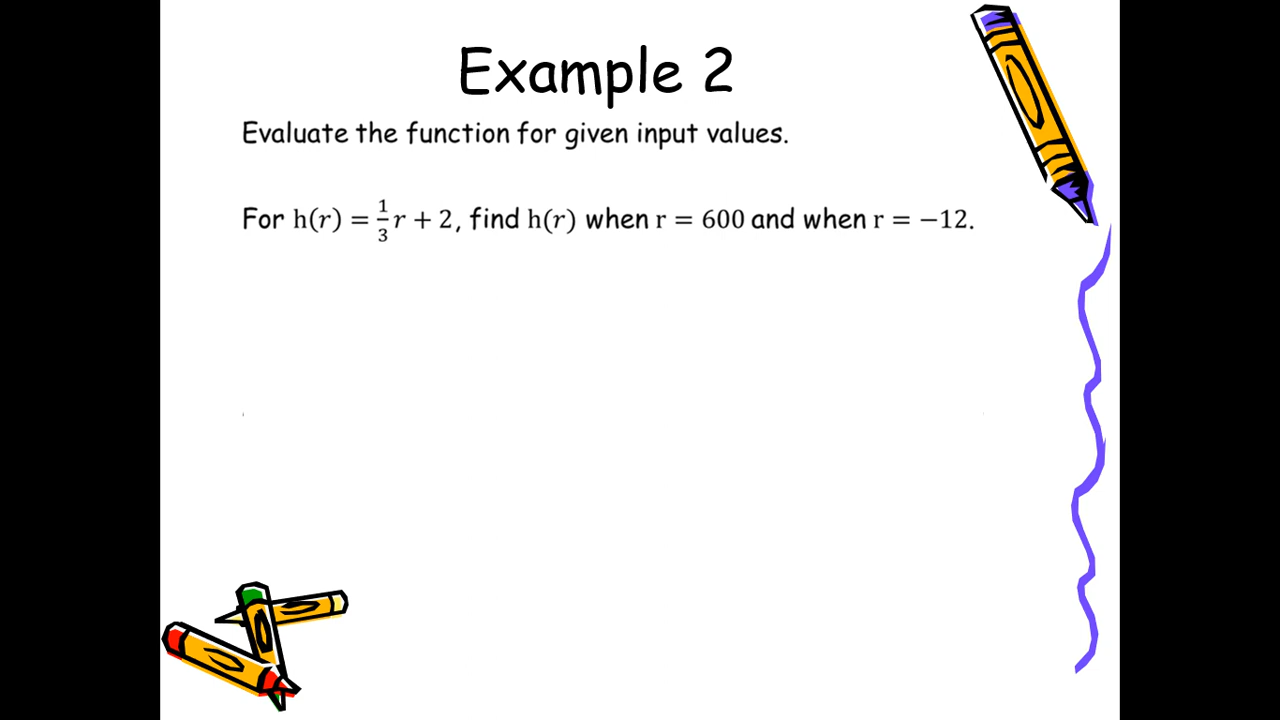 Example 2
Evaluate the function for given input values.
For h(r) = 1/3 r + 2, find h(r) when r = 600 and when r = −12.